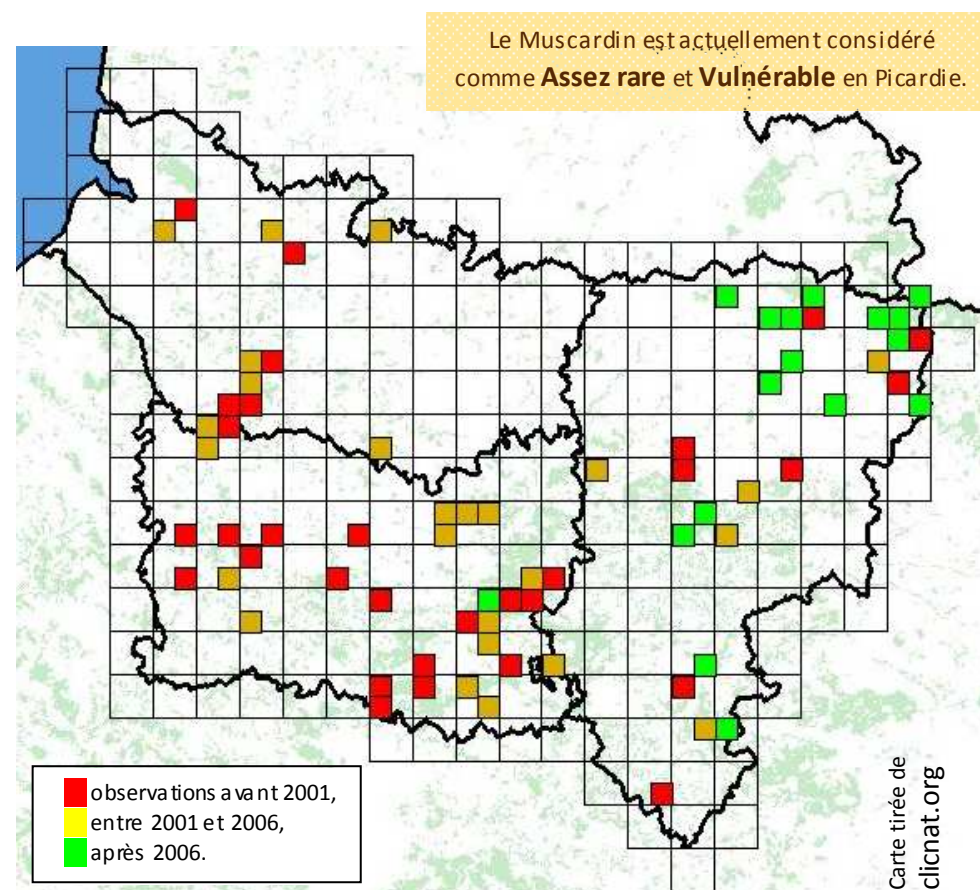 Le Muscardin est actuellement considéré
comme Assez rare et Vulnérable en Picardie.
observations avant 2001,
entre 2001 et 2006,
après 2006.
Carte tirée de
clicnat.org